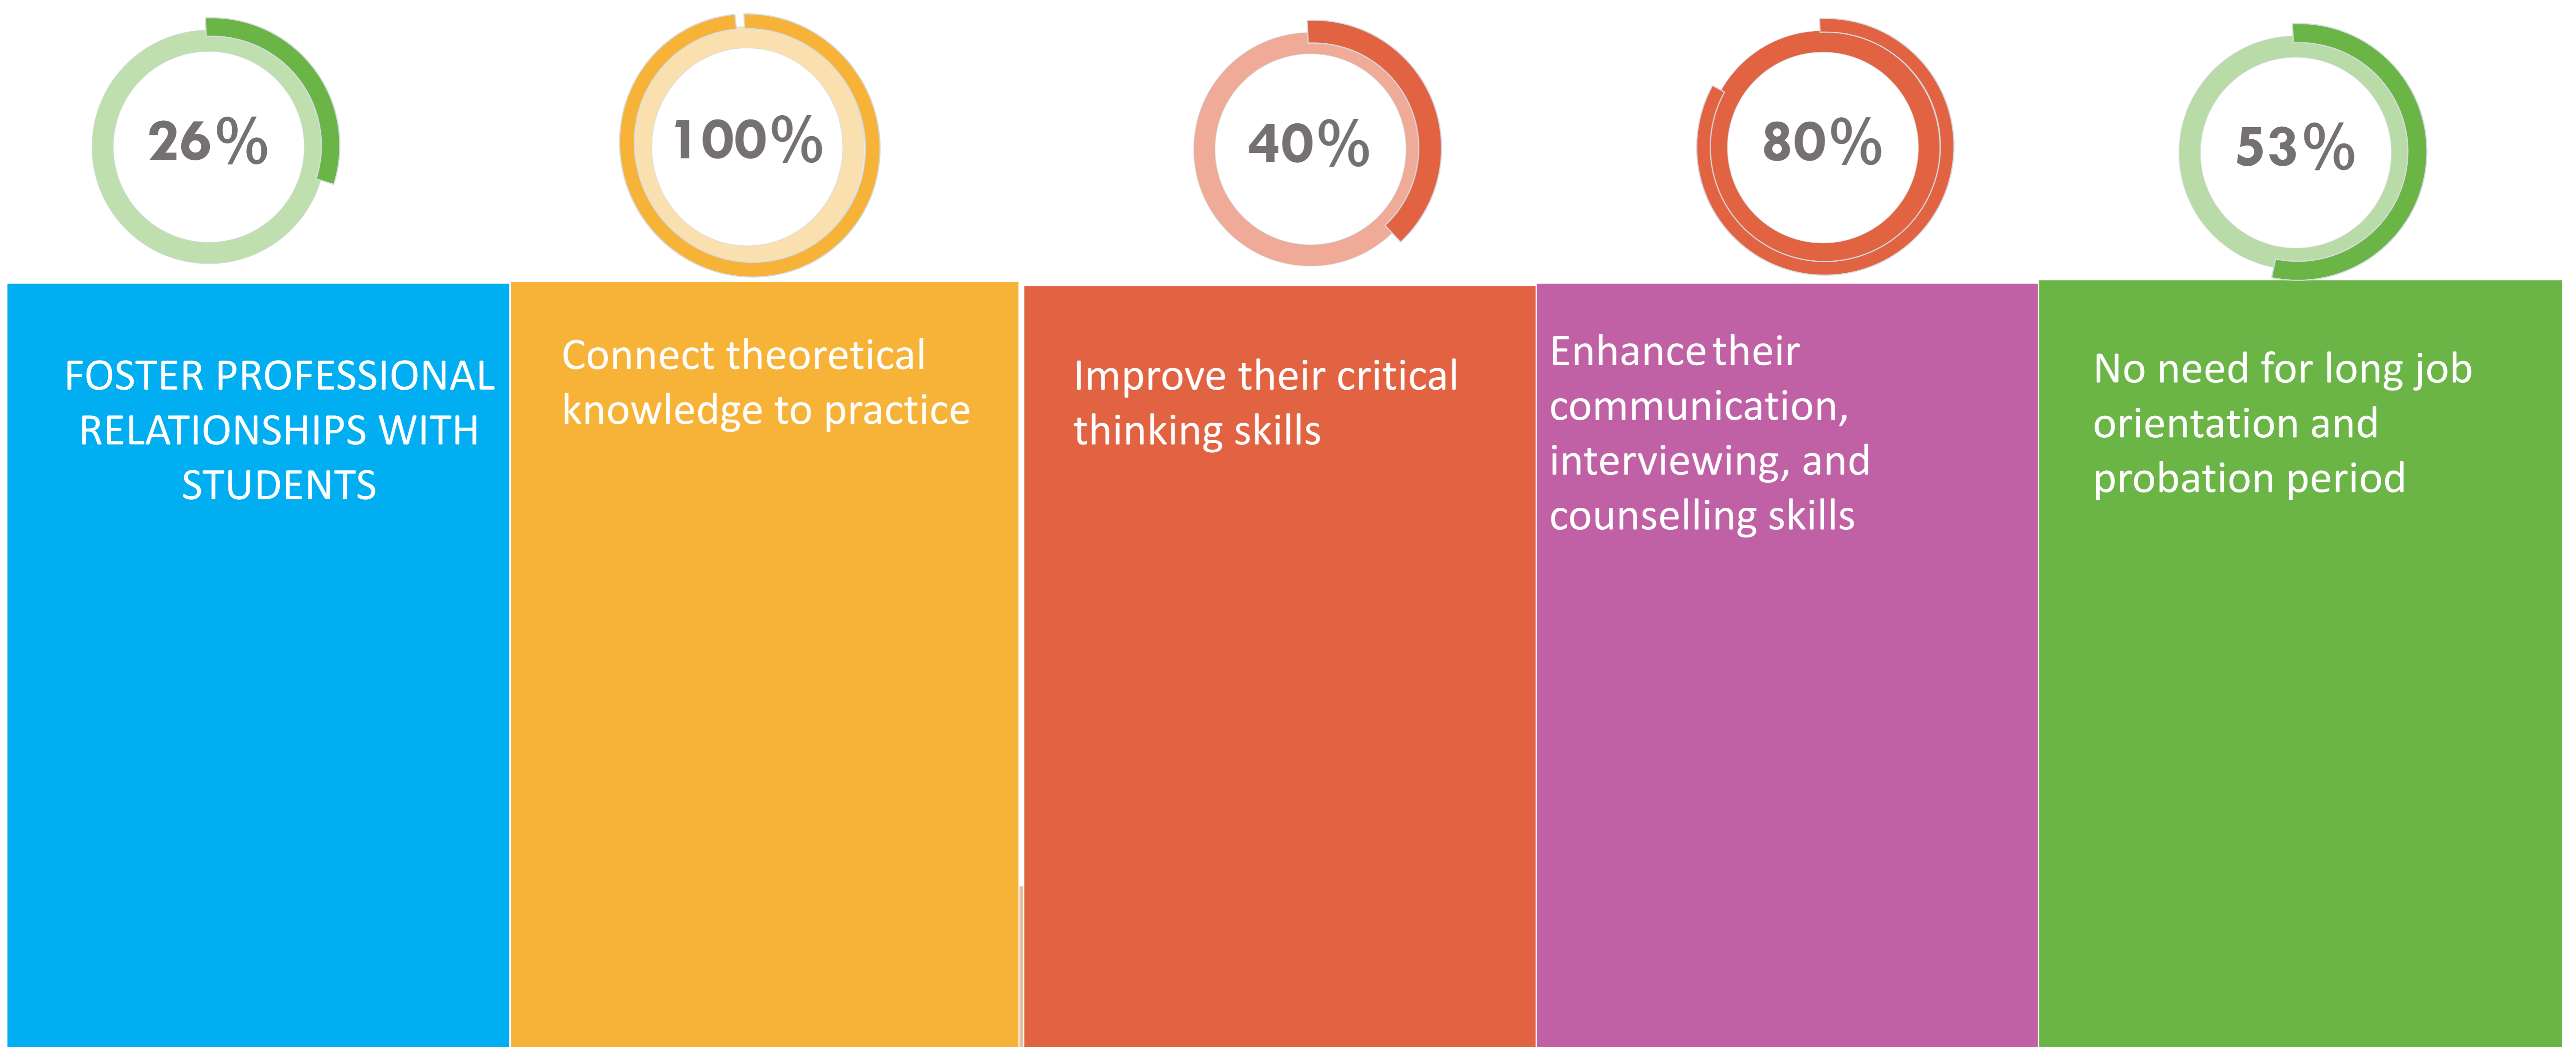 26%
100%
40%
80%
53%
FOSTER PROFESSIONAL
RELATIONSHIPS WITH
STUDENTS
Connect theoretical
knowledge to practice
Improve their critical
thinking skills
Enhance their
communication,
interviewing, and
counselling skills
No need for long job
orientation and
probation period